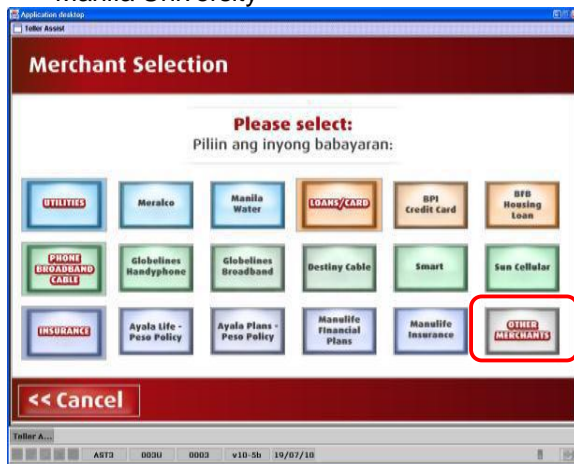 Manila University
Application desktop
Teller Assist
Merchant Selection
Please select:
Piliin ang inyong babayaran:
UTILITIES
Meralco
Manila Water
LOANS/CARD
BPI Credit Card
BFB Housing Loan
PHONE BROADBAND CABLE
Globelines Handyphone
Globelines Broadband
Destiny Cable
Smart
Sun Cellular
INSURANCE
Ayala Life - Peso Policy
Ayala Plans - Peso Policy
Manulife Financial Plans
Manulife Insurance
OTHER MERCHANTS
<< Cancel
Teller A...
AST3 003U 0003 v10-5b 19/07/10